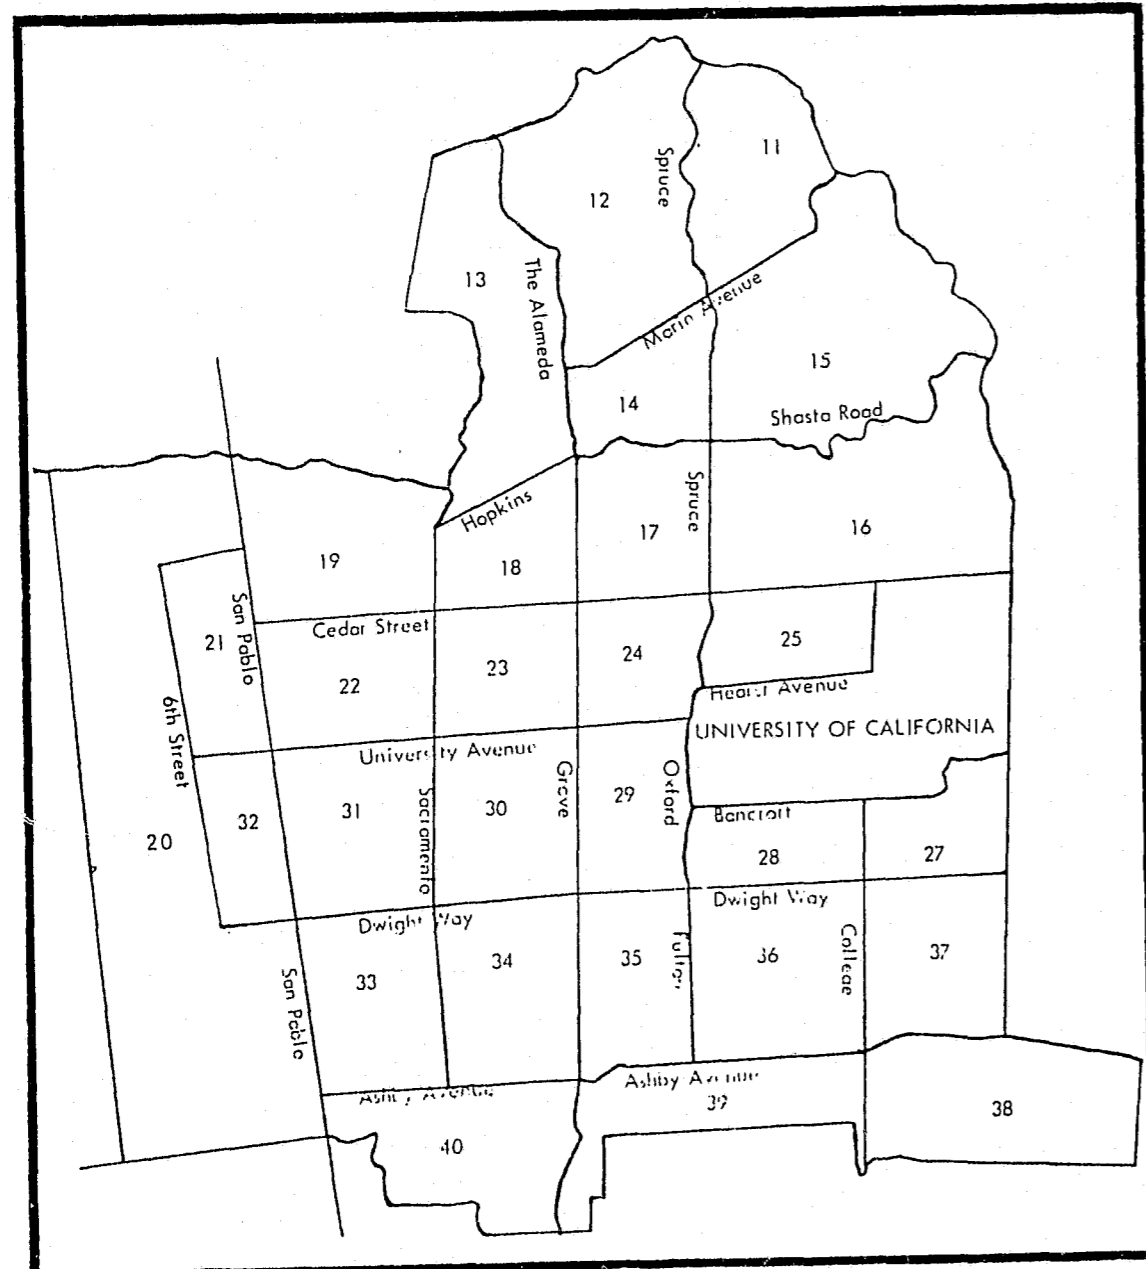 11
Spruce
12
13
The Alameda
Marin Avenue
15
14
Shasta Road
Spruce
Hopkins
17
16
19
18
San Pablo
Cedar Street
21
24
25
23
22
Hearst Avenue
6th Street
UNIVERSITY OF CALIFORNIA
University Avenue
Grove
Oxford
Sacramento
29
30
31
32
Bancroft
20
28
27
Dwight Way
Dwight Way
College
Fulton
37
36
35
34
33
San Pablo
Ashby Avenue
Ashby Avenue
39
38
40